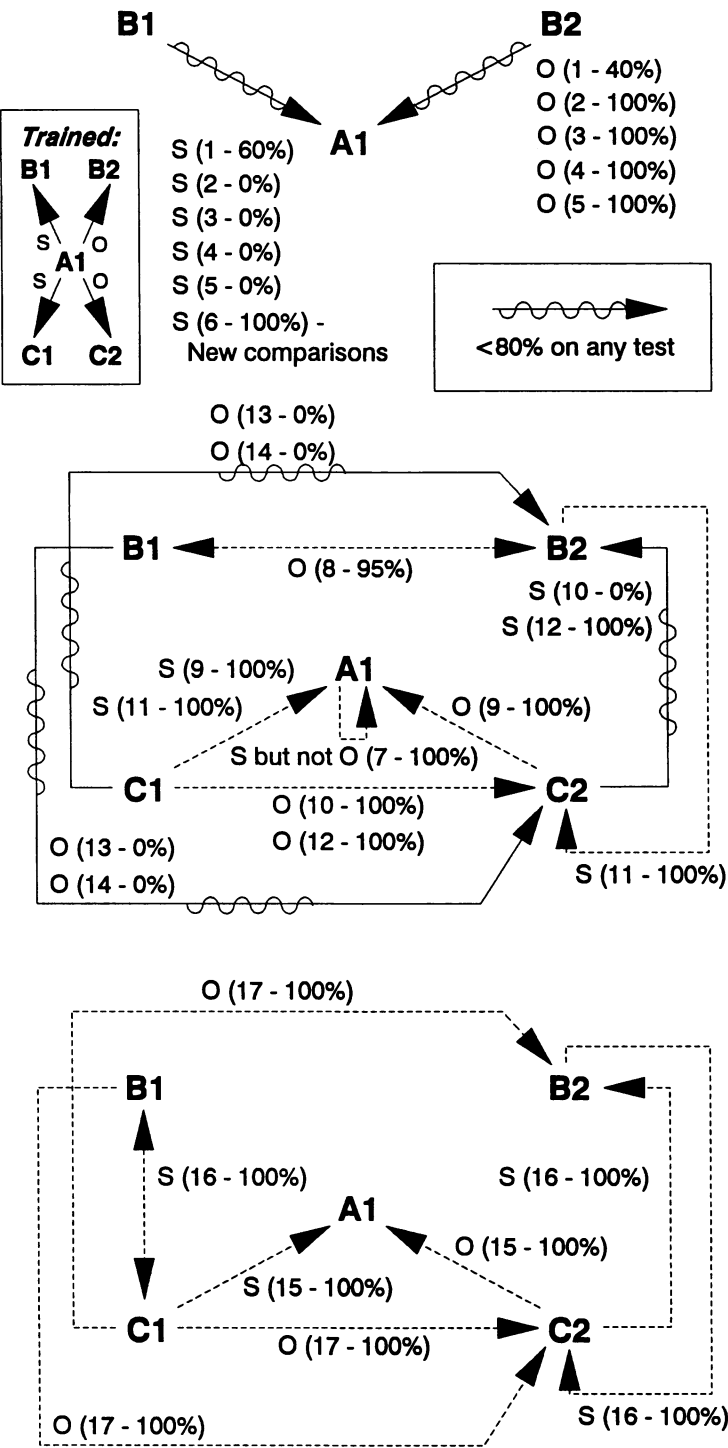 B1 B2
O (1 - 40%)
O (2 - 100%)
O (3 - 100%)
O (4 - 100%)
O (5 - 100%)
A1
S (1 - 60%)
S (2 - 0%)
S (3 - 0%)
S (4 - 0%)
S (5 - 0%)
S (6 - 100%) -
New comparisons
Trained:
B1 B2
S O
A1
S O
C1 C2
<80% on any test
O (13 - 0%)
O (14 - 0%)
B1 B2
O (8 - 95%)
S (10 - 0%)
S (12 - 100%)
S (9 - 100%) A1
S (11 - 100%) O (9 - 100%)
S but not O (7 - 100%)
C1 C2
O (10 - 100%)
O (12 - 100%)
O (13 - 0%)
O (14 - 0%)
S (11 - 100%)
O (17 - 100%)
B1 B2
S (16 - 100%) S (16 - 100%)
A1
O (15 - 100%)
S (15 - 100%)
C1 C2
O (17 - 100%)
O (17 - 100%) S (16 - 100%)